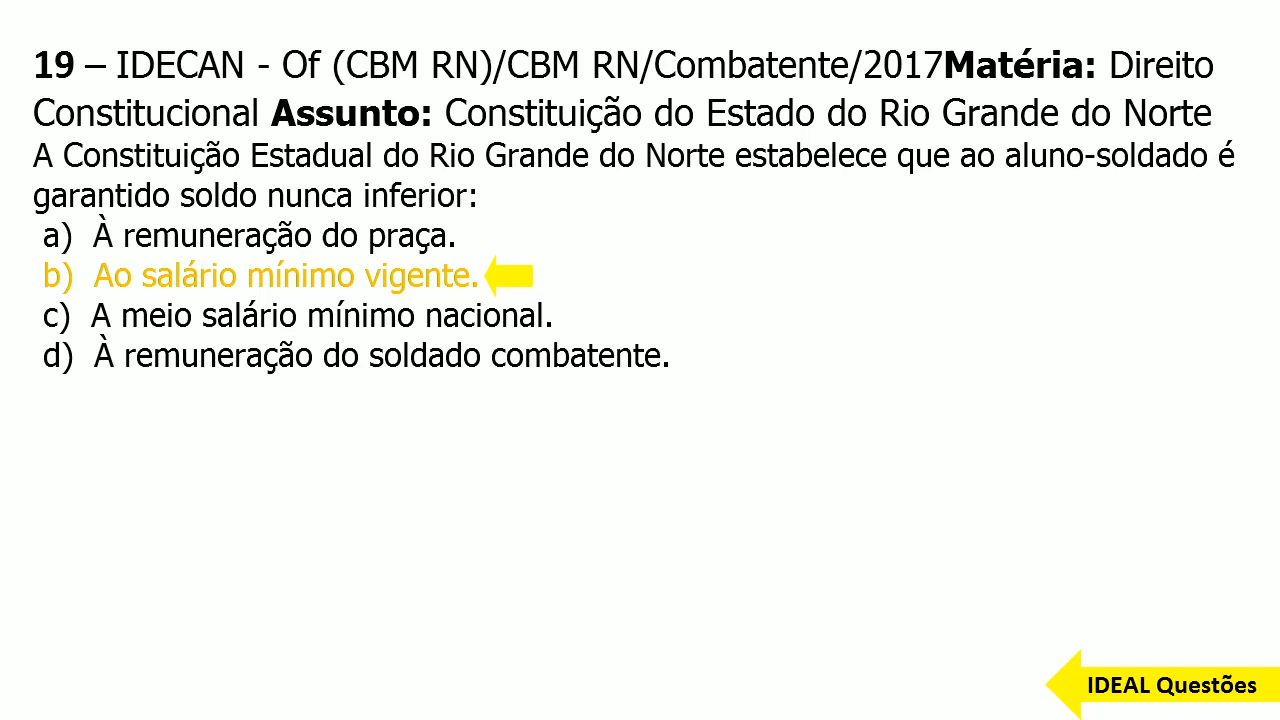 19 – IDECAN - Of (CBM RN)/CBM RN/Combatente/2017Matéria: Direito
Constitucional Assunto: Constituição do Estado do Rio Grande do Norte
A Constituição Estadual do Rio Grande do Norte estabelece que ao aluno-soldado é
garantido soldo nunca inferior:
a) À remuneração do praça.
b) Ao salário mínimo vigente.
c) A meio salário mínimo nacional.
d) À remuneração do soldado combatente.
IDEAL Questões